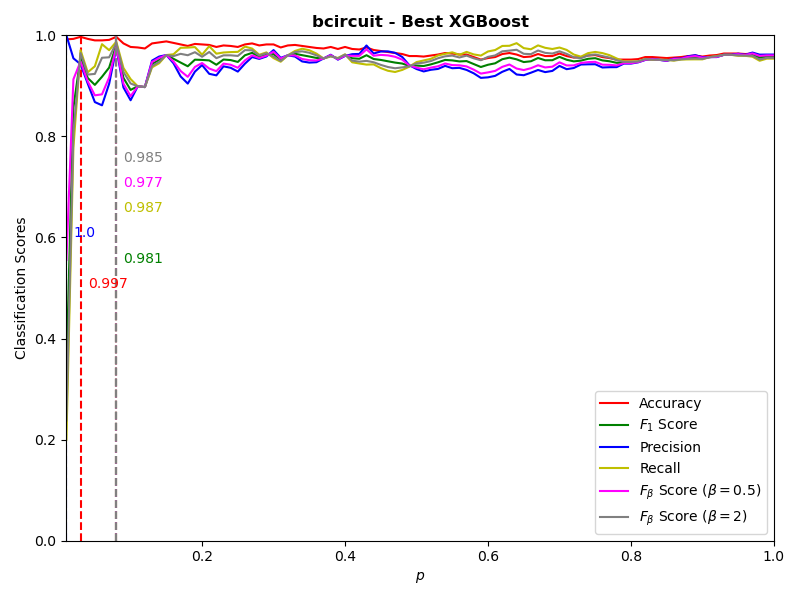 bcircuit - Best XGBoost
Classification Scores
1.0
0.8
0.6
0.4
0.2
0.0
0.985
0.977
0.987
1.0
0.981
0.997
Accuracy
F₁ Score
Precision
Recall
Fᵦ Score (β = 0.5)
Fᵦ Score (β = 2)
0.2 0.4 0.6 0.8 1.0
p